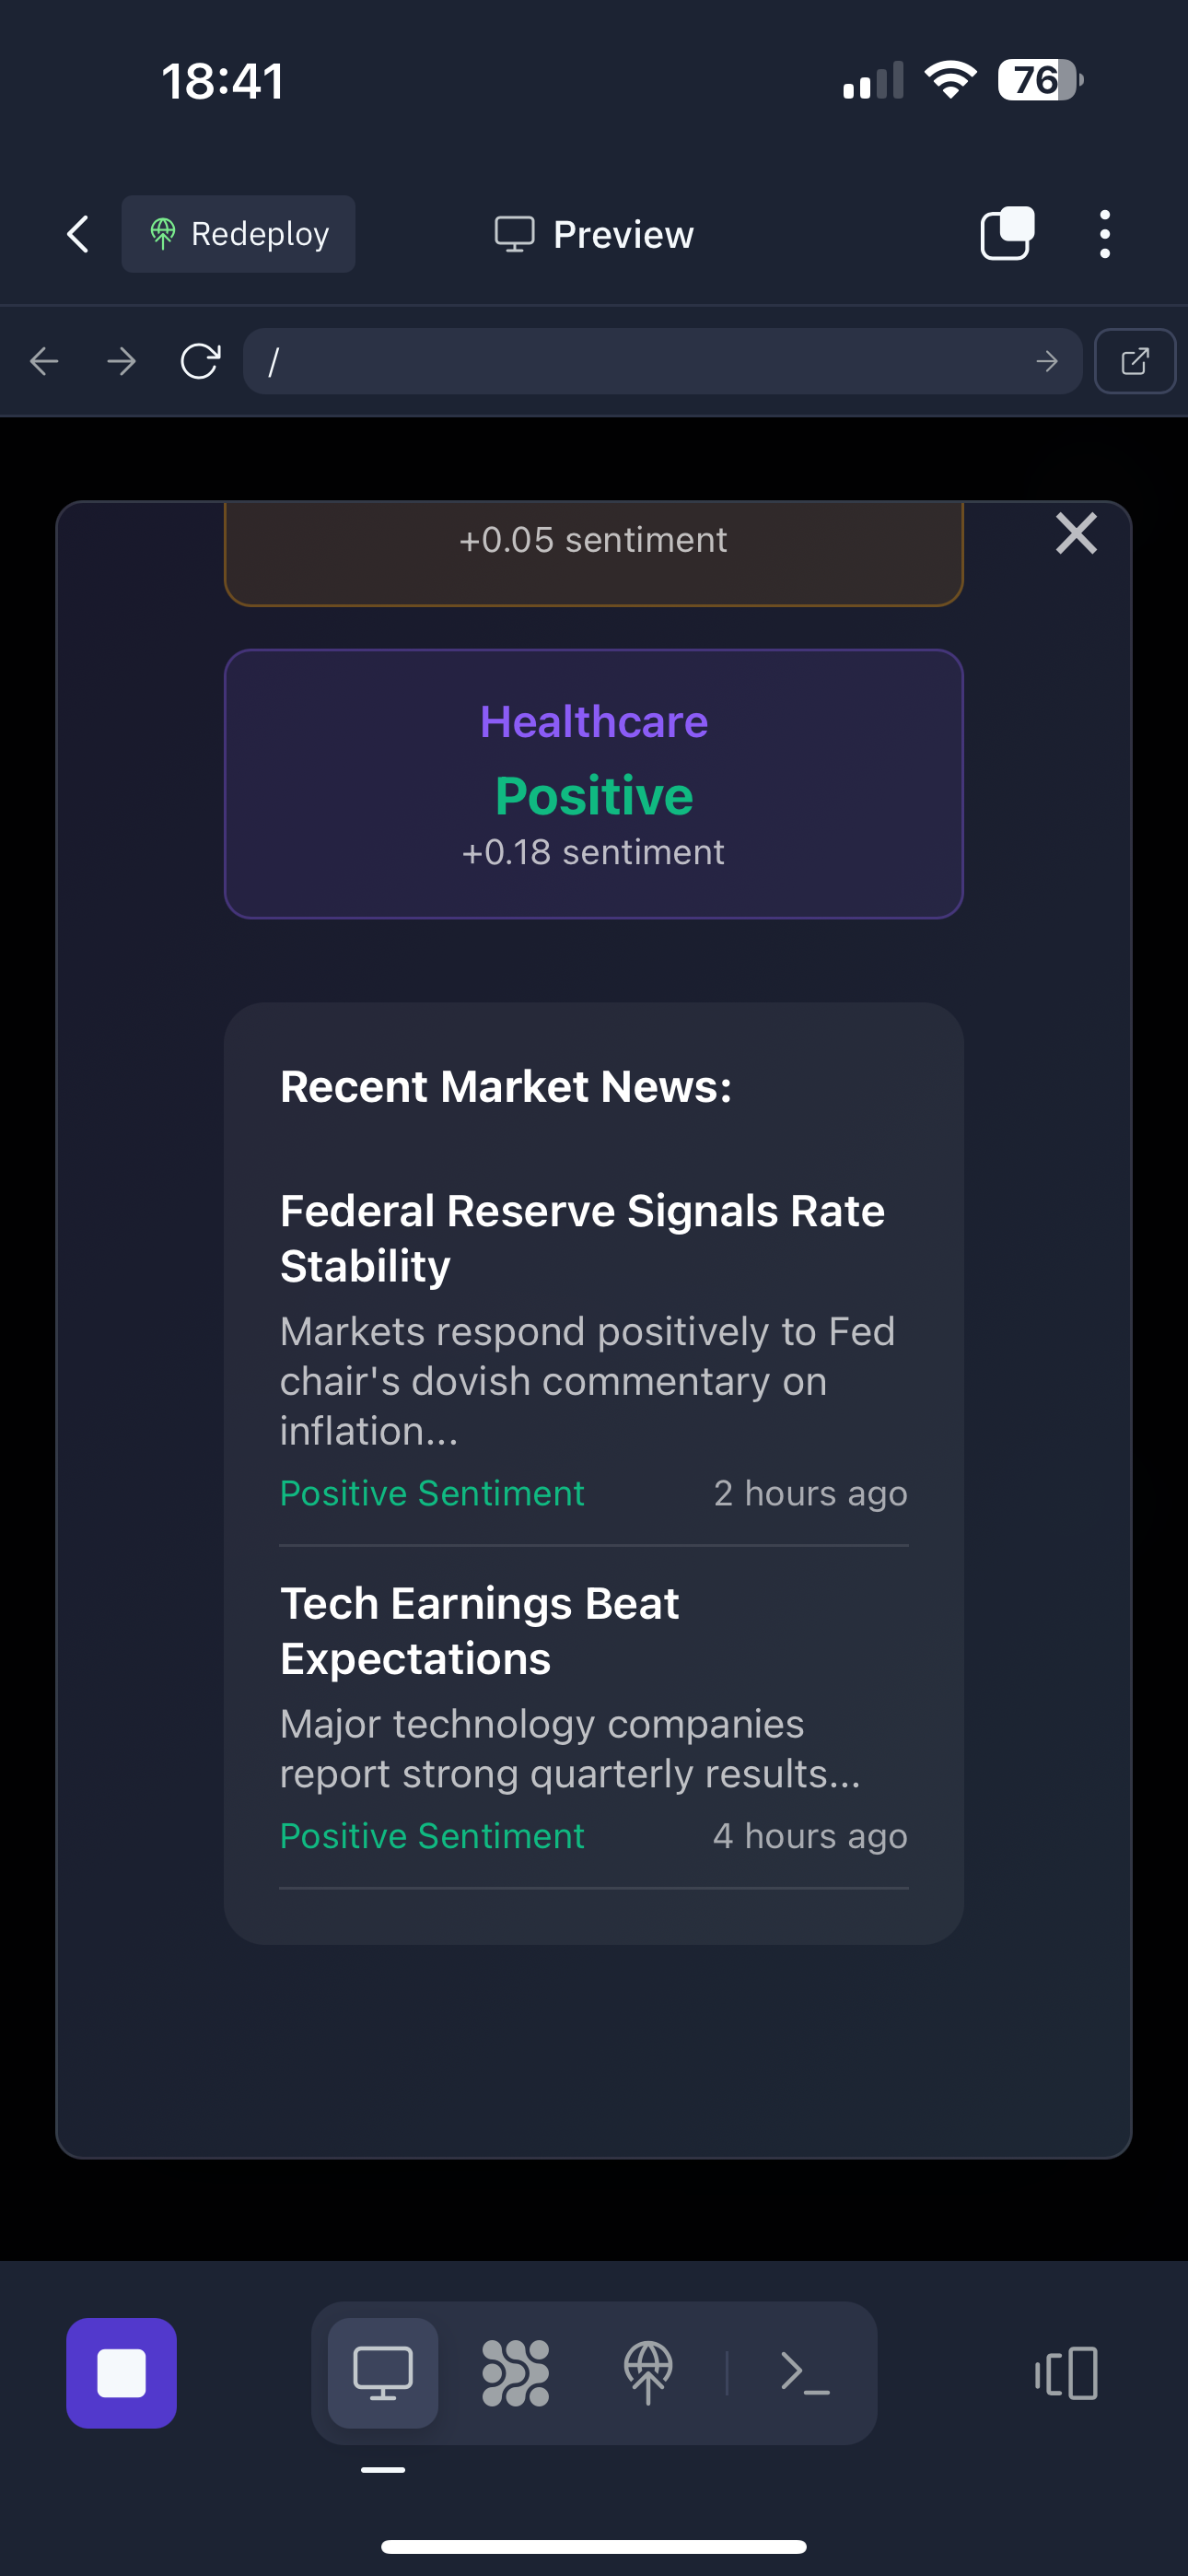 18:41
76
Redeploy
Preview
/
+0.05 sentiment
Healthcare
Positive
+0.18 sentiment
Recent Market News:
Federal Reserve Signals Rate
Stability
Markets respond positively to Fed
chair's dovish commentary on
inflation...
Positive Sentiment
2 hours ago
Tech Earnings Beat
Expectations
Major technology companies
report strong quarterly results...
Positive Sentiment
4 hours ago